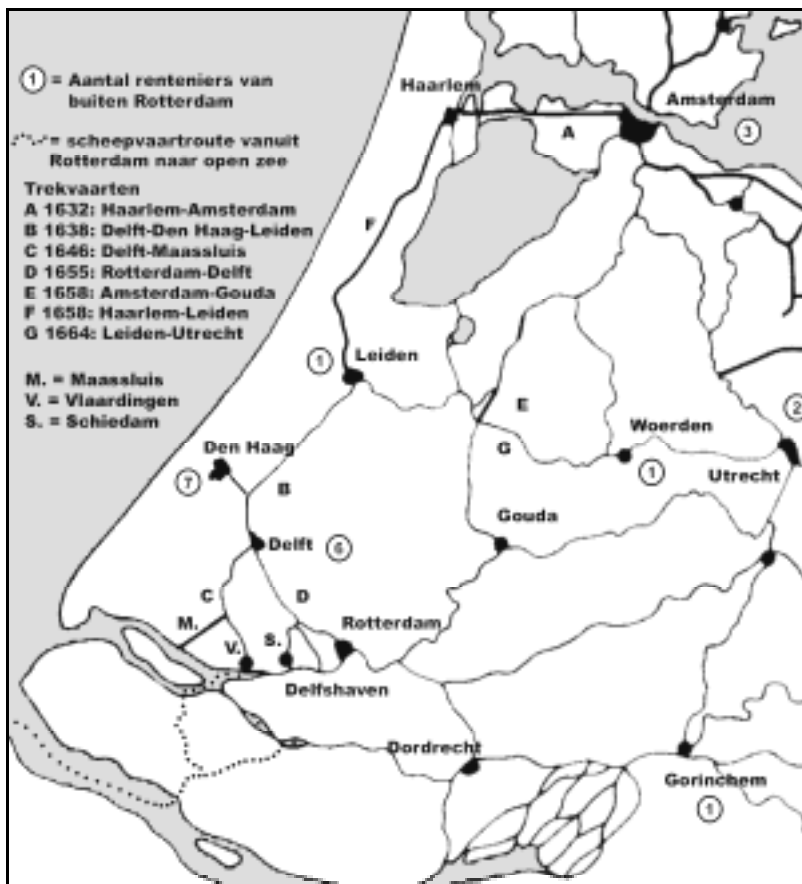 1 = Aantal renteniers van
buiten Rotterdam
= scheepvaartroute vanuit
Rotterdam naar open zee
Trekvaarten
A 1632: Haarlem-Amsterdam
B 1638: Delft-Den Haag-Leiden
C 1646: Delft-Maassluis
D 1655: Rotterdam-Delft
E 1658: Amsterdam-Gouda
F 1658: Haarlem-Leiden
G 1664: Leiden-Utrecht
M. = Maassluis
V. = Vlaardingen
S. = Schiedam
Haarlem
Amsterdam
3
A
F
Leiden
1
E
2
Woerden
G
1
Utrecht
Den Haag
7
B
Gouda
Delft
6
C
D
M.
Rotterdam
V.
S.
Delfshaven
Dordrecht
Gorinchem
1